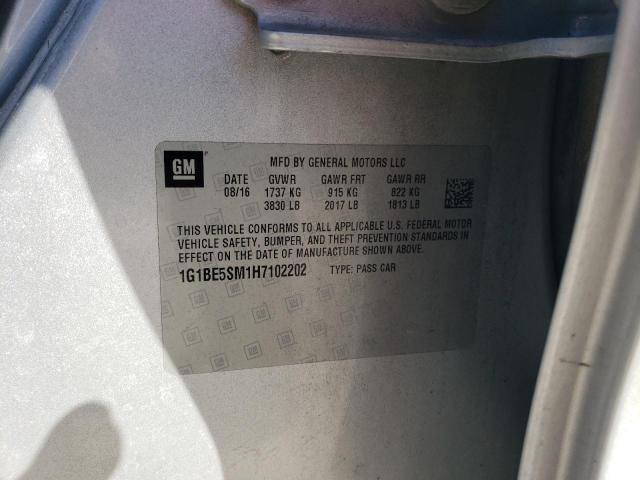 GM
MFD BY GENERAL MOTORS LLC
DATE GVWR GAWR FRT GAWR RR
08/16 1737 KG 915 KG 822 KG
3830 LB 2017 LB 1813 LB
THIS VEHICLE CONFORMS TO ALL APPLICABLE U.S. FEDERAL MOTOR
VEHICLE SAFETY, BUMPER, AND THEFT PREVENTION STANDARDS IN
EFFECT ON THE DATE OF MANUFACTURE SHOWN ABOVE.
1G1BE5SM1H7102202 TYPE: PASS CAR